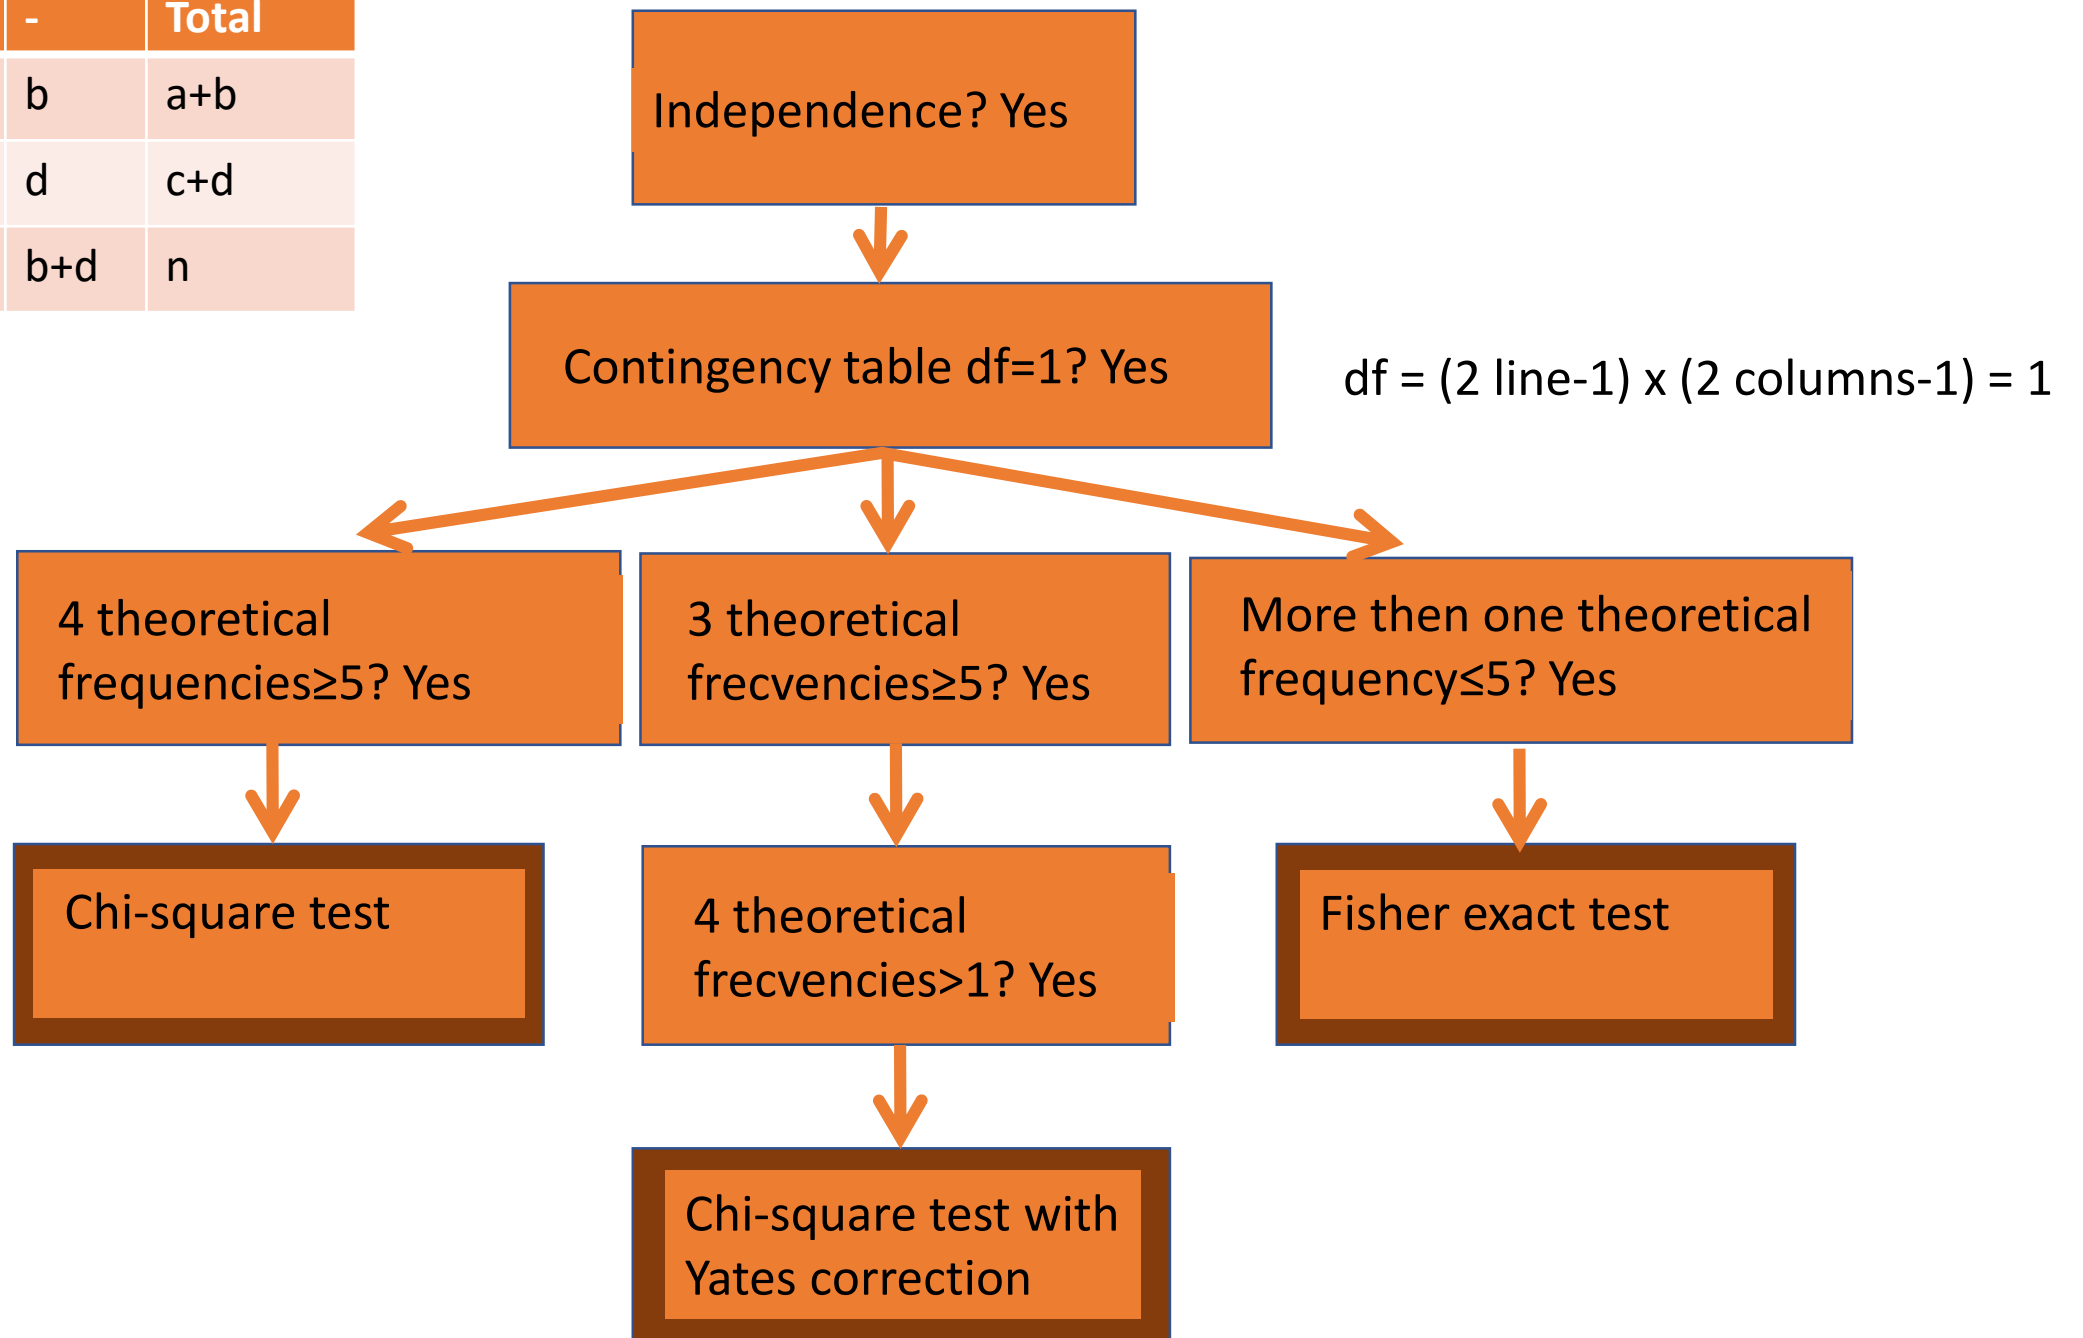 - Total
b a+b
d c+d
b+d n
Independence? Yes
Contingency table df=1? Yes
df = (2 line-1) x (2 columns-1) = 1
4 theoretical
frequencies≥5? Yes
3 theoretical
frecvencies≥5? Yes
More then one theoretical
frequency≤5? Yes
Chi-square test
4 theoretical
frecvencies>1? Yes
Fisher exact test
Chi-square test with
Yates correction